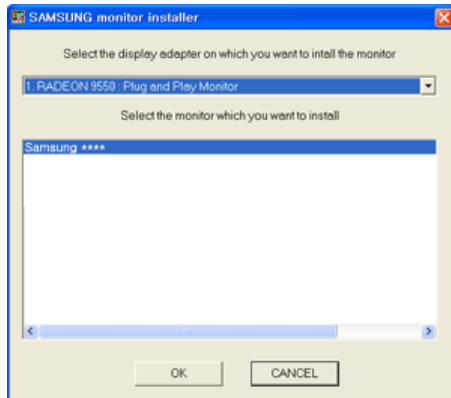 SAMSUNG monitor installer
Select the display adapter on which you want to intall the monitor
1. RADEON 9550 : Plug and Play Monitor
Select the monitor which you want to install
Samsung ****
OK
CANCEL